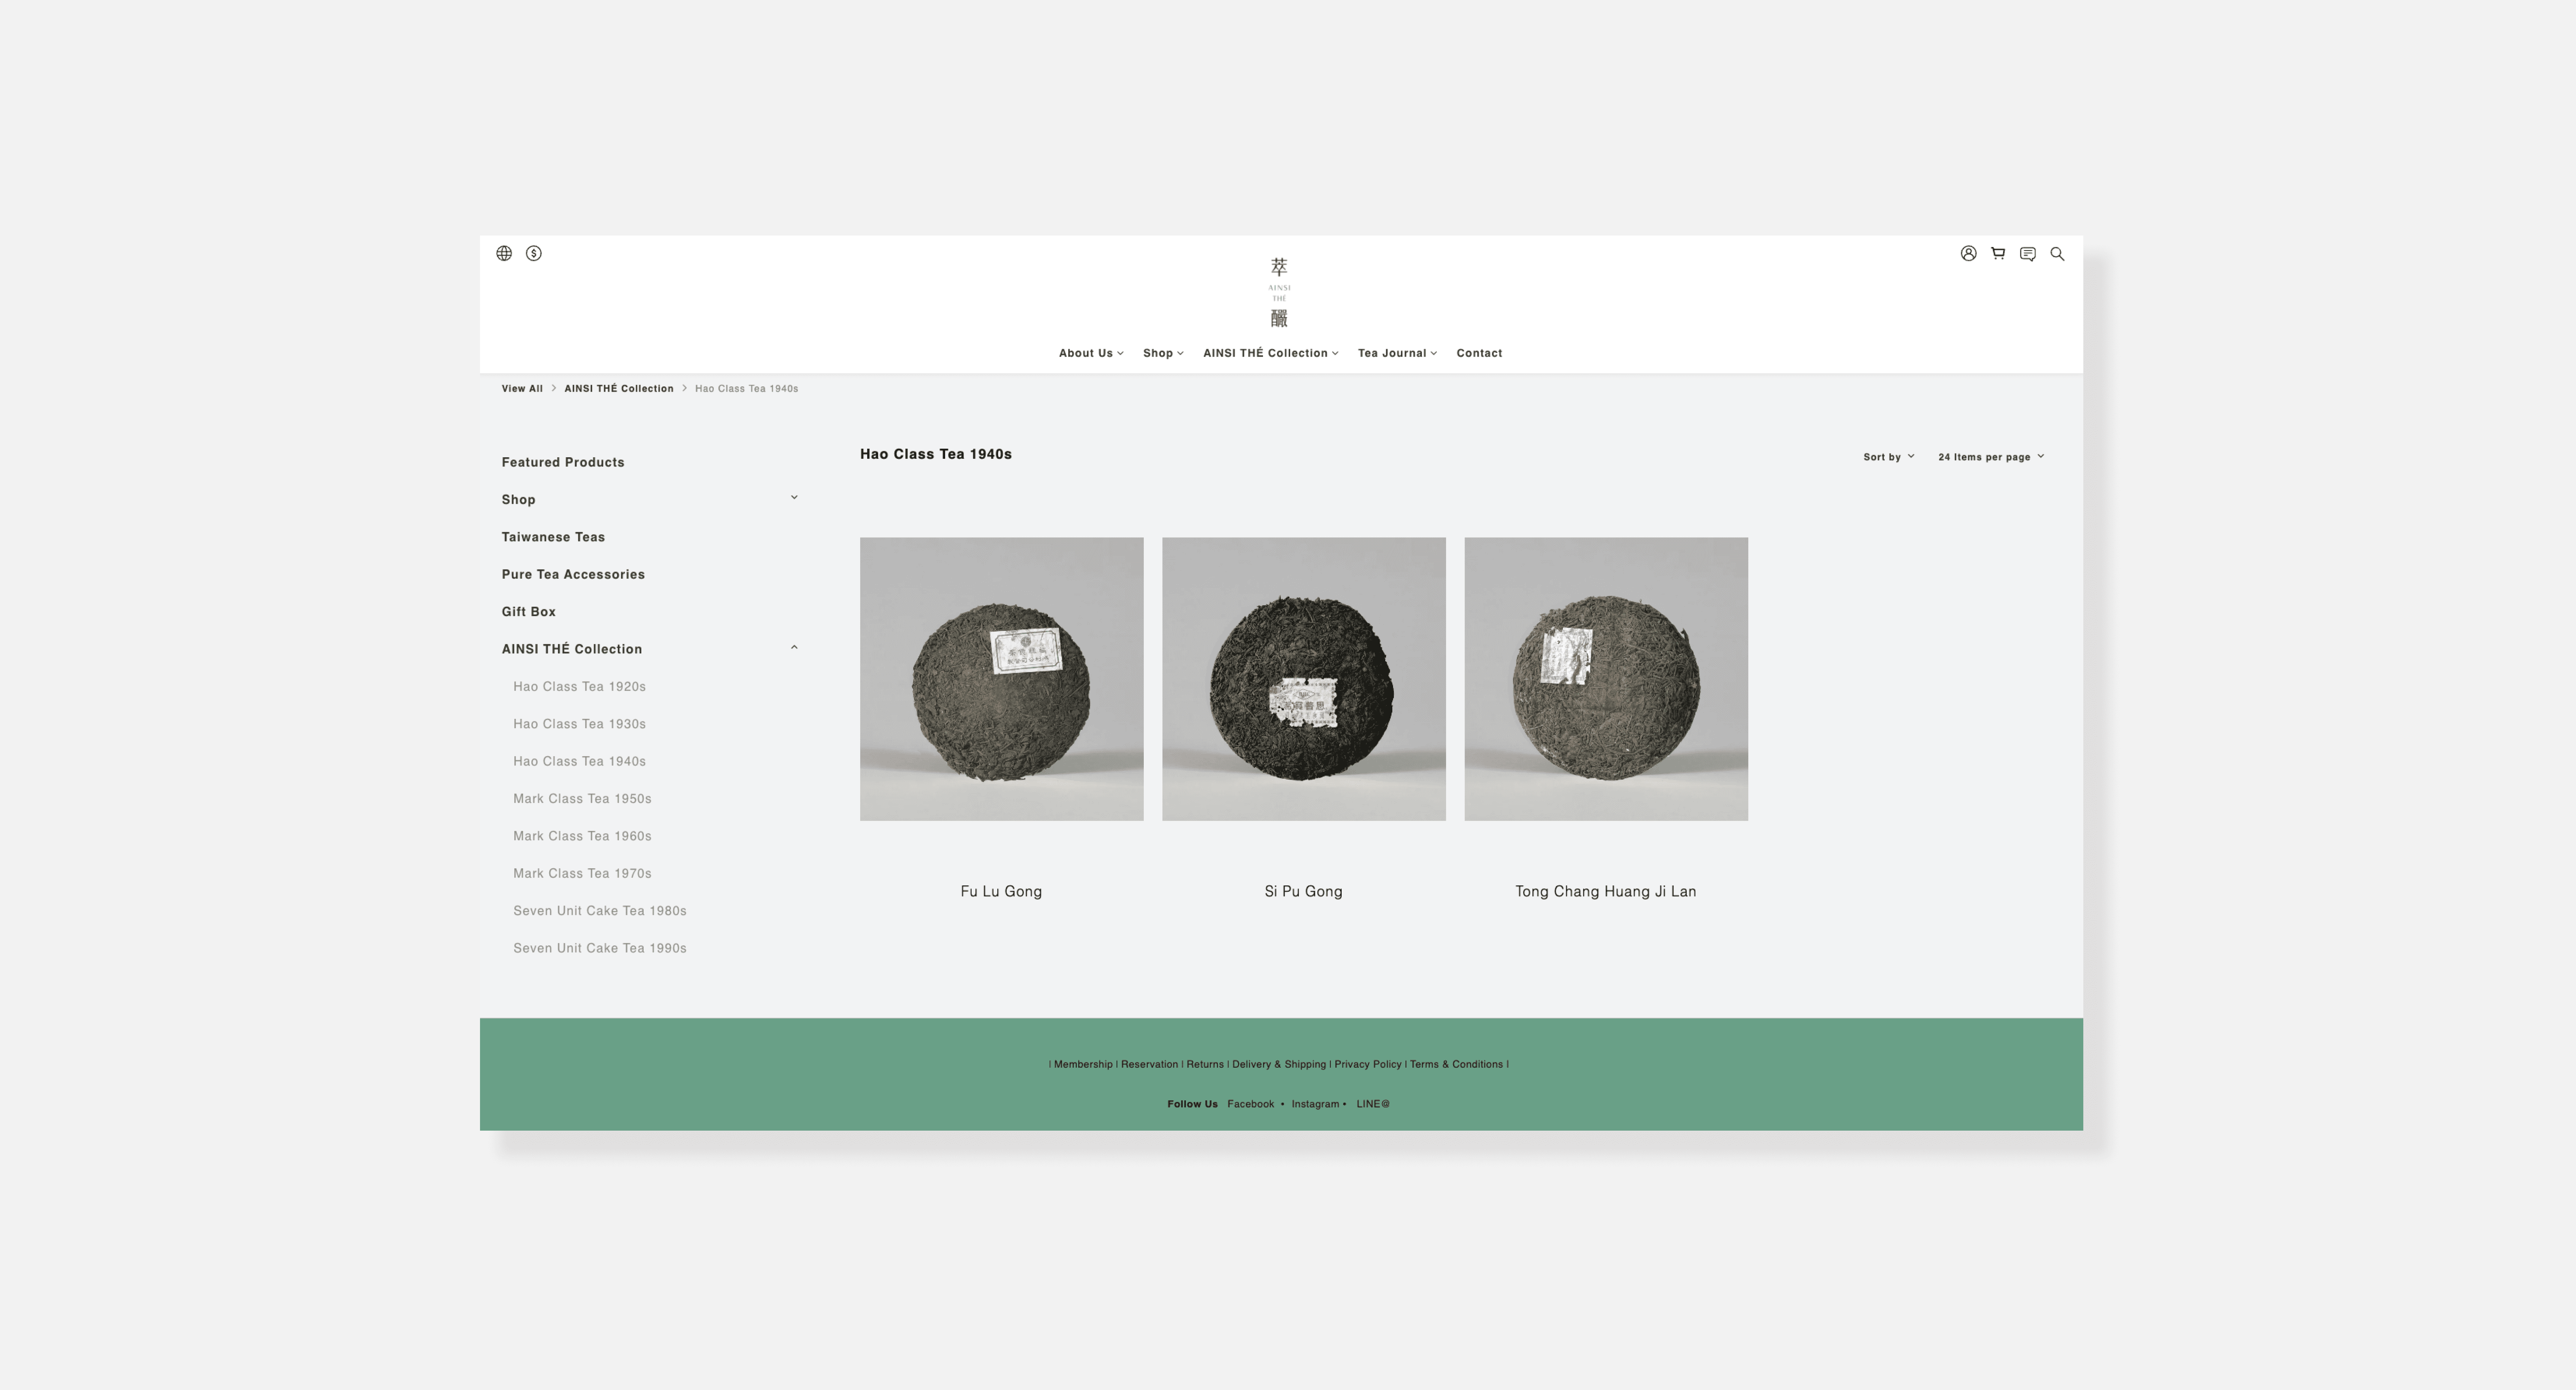 萃
AINSI
THÉ
釃
About Us Shop AINSI THÉ Collection Tea Journal Contact
View All > AINSI THÉ Collection > Hao Class Tea 1940s
Featured Products
Shop
Taiwanese Teas
Pure Tea Accessories
Gift Box
AINSI THÉ Collection
Hao Class Tea 1920s
Hao Class Tea 1930s
Hao Class Tea 1940s
Mark Class Tea 1950s
Mark Class Tea 1960s
Mark Class Tea 1970s
Seven Unit Cake Tea 1980s
Seven Unit Cake Tea 1990s
Hao Class Tea 1940s
Sort by 24 Items per page
Fu Lu Gong
Si Pu Gong
Tong Chang Huang Ji Lan
| Membership | Reservation | Returns | Delivery & Shipping | Privacy Policy | Terms & Conditions |
Follow Us Facebook • Instagram • LINE@